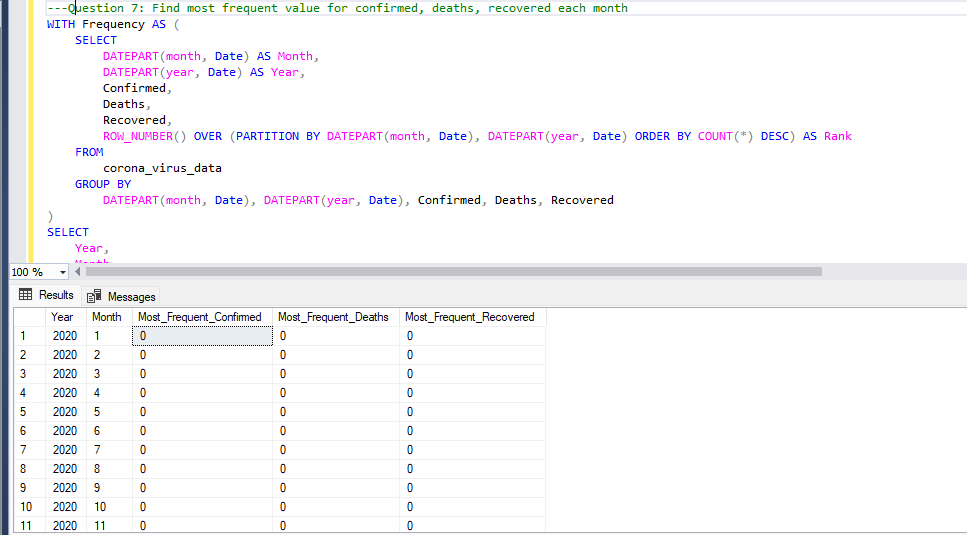 ---Question 7: Find most frequent value for confirmed, deaths, recovered each month
WITH Frequency AS (
SELECT
DATEPART(month, Date) AS Month,
DATEPART(year, Date) AS Year,
Confirmed,
Deaths,
Recovered,
ROW_NUMBER() OVER (PARTITION BY DATEPART(month, Date), DATEPART(year, Date) ORDER BY COUNT(*) DESC) AS Rank
FROM
corona_virus_data
GROUP BY
DATEPART(month, Date), DATEPART(year, Date), Confirmed, Deaths, Recovered
)
SELECT
Year,
Month
100 %
Results Messages
Year Month Most_Frequent_Confirmed Most_Frequent_Deaths Most_Frequent_Recovered
1 2020 1 0 0 0
2 2020 2 0 0 0
3 2020 3 0 0 0
4 2020 4 0 0 0
5 2020 5 0 0 0
6 2020 6 0 0 0
7 2020 7 0 0 0
8 2020 8 0 0 0
9 2020 9 0 0 0
10 2020 10 0 0 0
11 2020 11 0 0 0